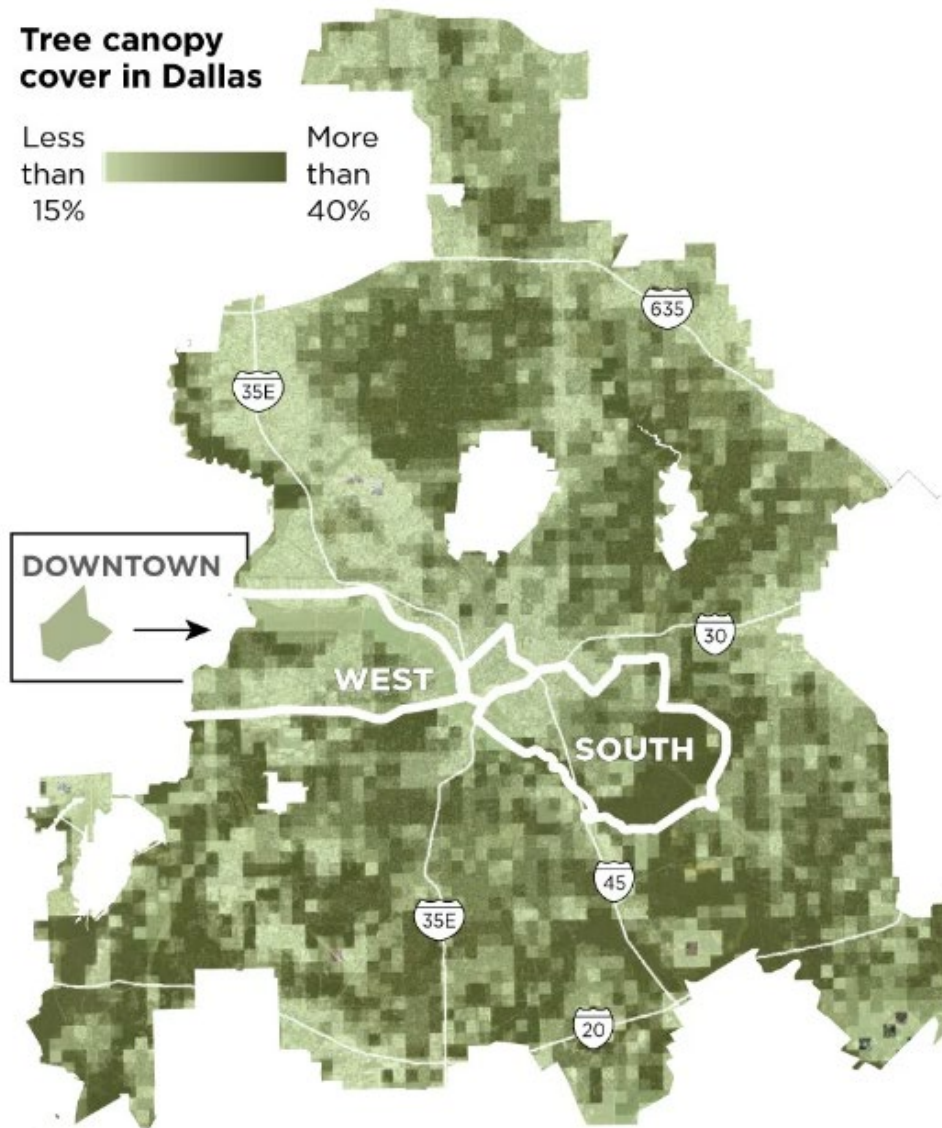 Tree canopy
cover in Dallas
Less
than
15%
More
than
40%
635
35E
DOWNTOWN
30
WEST
SOUTH
45
35E
20